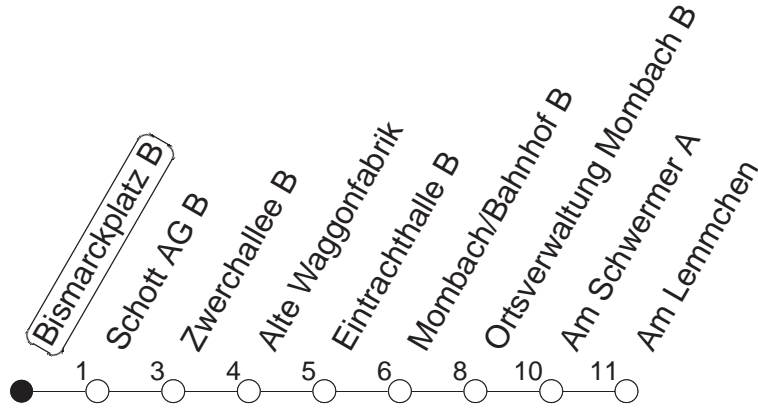 Bismarckplatz B
Schott AG B
Zwerchallee B
Alte Waggonfabrik
Eintrachthalle B
Mombach/Bahnhof B
Ortsverwaltung Mombach B
Am Schwermer A
Am Lemmchen
1 3 4 5 6 8 10 11